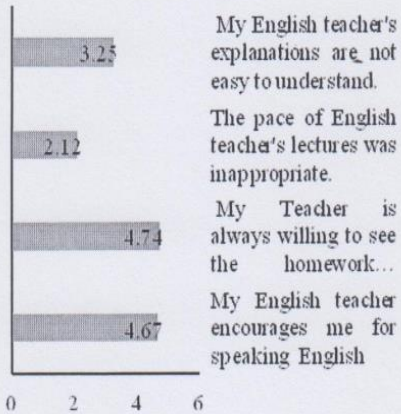 3.25
My English teacher's
explanations are not
easy to understand.
2.12
The pace of English
teacher's lectures was
inappropriate.
4.74
My Teacher is
always willing to see
the homework...
4.67
My English teacher
encourages me for
speaking English
0 2 4 6